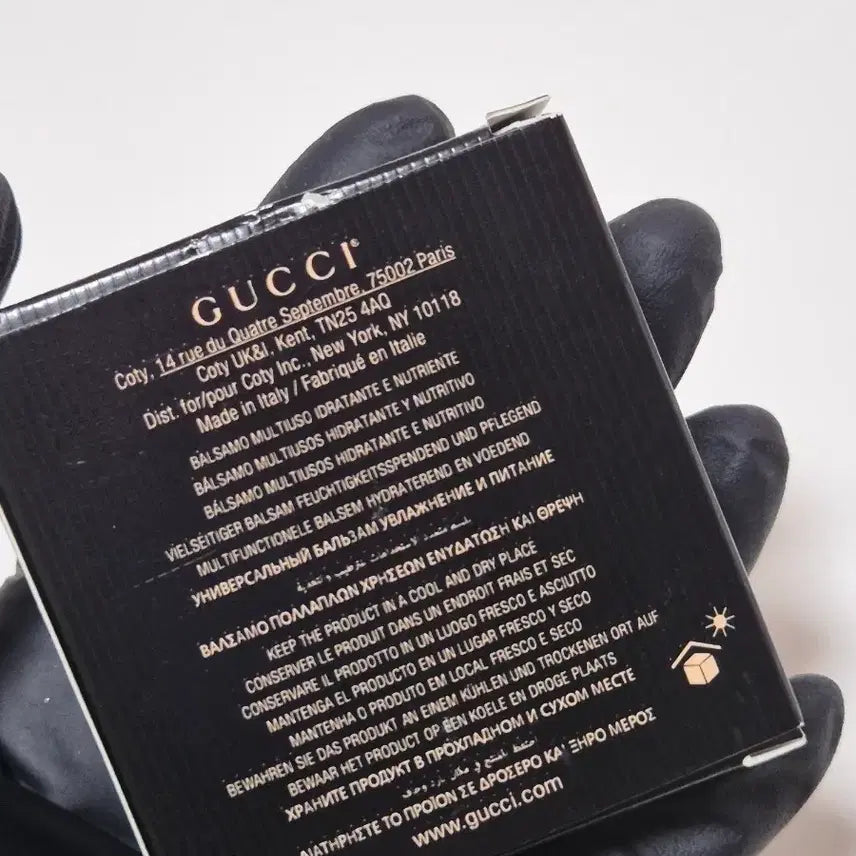 GUCCI®
Coty, 14 rue du Quatre Septembre, 75002 Paris
Coty UK&I, Kent, TN25 4AQ
Dist. for/pour Coty Inc., New York, NY 10118
Made in Italy / Fabriqué en Italie
BALSAMO MULTIUSO IDRATANTE E NUTRIENTE
BÁLSAMO MULTIUSOS HIDRATANTE Y NUTRITIVO
BÁLSAMO MULTIUSOS HIDRATANTE E NUTRITIVO
VIELSEITIGER BALSAM FEUCHTIGKEITSSPENDEND UND PFLEGEND
MULTIFUNCTIONELE BALSEM HYDRATEREND EN VOEDEND
УНИВЕРСАЛЬНЫЙ БАЛЬЗАМ УВЛАЖНЕНИЕ И ПИТАНИЕ
ΒΑΛΣΑΜΟ ΠΟΛΛΑΠΛΩΝ ΧΡΗΣΕΩΝ ΕΝΥΔΑΤΩΣΗ ΚΑΙ ΘΡΕΨΗ
KEEP THE PRODUCT IN A COOL AND DRY PLACE
CONSERVER LE PRODUIT DANS UN ENDROIT FRAIS ET SEC
CONSERVARE IL PRODOTTO IN UN LUOGO FRESCO E ASCIUTTO
MANTENGA EL PRODUCTO EN UN LUGAR FRESCO Y SECO
MANTENHA O PRODUTO EM LOCAL FRESCO E SECO
BEWAHREN SIE DAS PRODUKT AN EINEM KÜHLEN UND TROCKENEN ORT AUF
BEWAAR HET PRODUCT OP EEN KOELE EN DROGE PLAATS
ХРАНИТЕ ПРОДУКТ В ПРОХЛАДНОМ И СУХОМ МЕСТЕ
ΔΙΑΤΗΡΗΣΤΕ ΤΟ ΠΡΟΪΟΝ ΣΕ ΔΡΟΣΕΡΟ ΚΑΙ ΞΗΡΟ ΜΕΡΟΣ
www.gucci.com